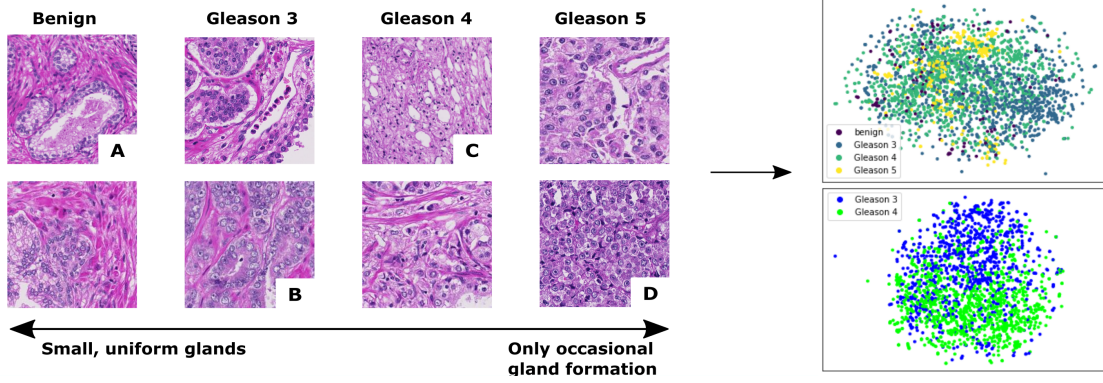 Benign
Gleason 3
Gleason 4
Gleason 5
A
C
B
D
Small, uniform glands
Only occasional
gland formation
benign
Gleason 3
Gleason 4
Gleason 5
Gleason 3
Gleason 4